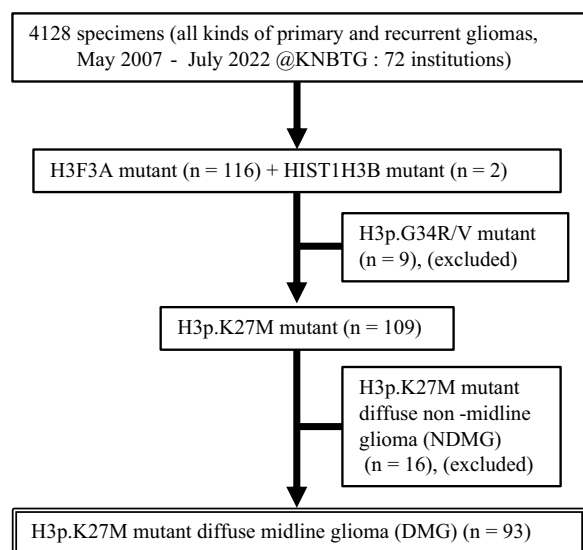 4128 specimens (all kinds of primary and recurrent gliomas,
May 2007 - July 2022 @KNBTG : 72 institutions)
H3F3A mutant (n = 116) + HIST1H3B mutant (n = 2)
H3p.G34R/V mutant
(n = 9), (excluded)
H3p.K27M mutant (n = 109)
H3p.K27M mutant
diffuse non -midline
glioma (NDMG)
(n = 16), (excluded)
H3p.K27M mutant diffuse midline glioma (DMG) (n = 93)